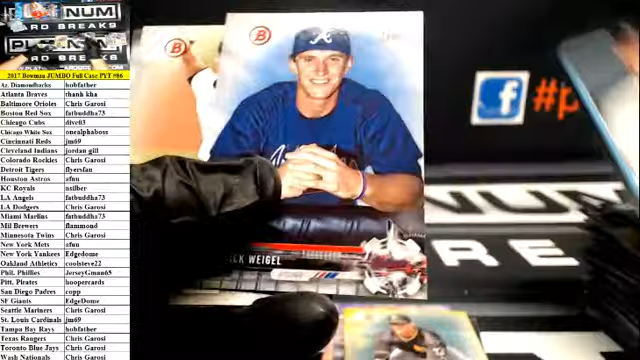 NUM
ARD BREAKS
2017 Bowman JUMBO Full Case PYT #86
Az. Diamondbacks hobfather
Atlanta Braves thank kha
Baltimore Orioles Chris Garosi
Boston Red Sox fatbuddha73
Chicago Cubs dive03
Chicago White Sox onealphaboss
Cincinnati Reds jm69
Cleveland Indians jordan gill
Colorado Rockies Chris Garosi
Detroit Tigers flyersfan
Houston Astros
KC Royals nsilber
LA Angels fatbuddha73
LA Dodgers Chris Garosi
Miami Marlins fatbuddha73
Mil Brewers flammond
Minnesota Twins Chris Garosi
New York Mets
New York Yankees Edgedome
Oakland Athletics coolsteve22
Phil. Phillies JerseyGman65
Pitt. Pirates hoopercards
San Diego Padres copp
SF Giants EdgeDome
Seattle Mariners Chris Garosi
St. Louis Cardinals jm69
Tampa Bay Rays hobfather
Texas Rangers Chris Garosi
Toronto Blue Jays Chris Garosi
Wash Nationals Chris Garosi
B
B
A
CK WEIGEL
f
#p
NUM
RE